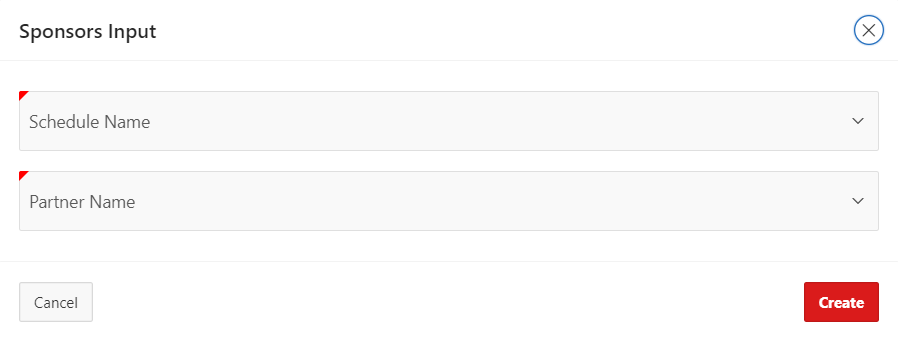 Sponsors Input
Schedule Name
Partner Name
Cancel
Create